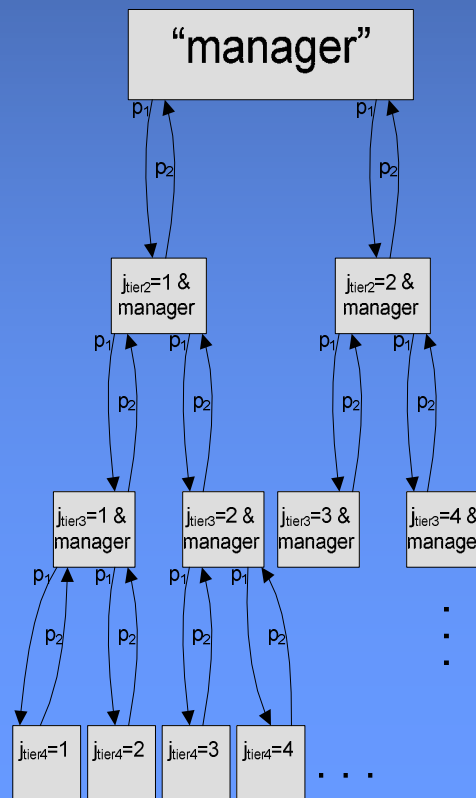 “manager”
p₁ p₁
p₂ p₂
jtier2=1 & jtier2=2 &
manager manager
p₁ p₁ p₁ p₁
p₂ p₂ p₂ p₂
jtier3=1 & jtier3=2 & jtier3=3 & jtier3=4 &
manager manager manager manage
p₁ p₁ p₁ p₁
p₂ p₂ p₂ p₂
jtier4=1 jtier4=2 jtier4=3 jtier4=4
. . .